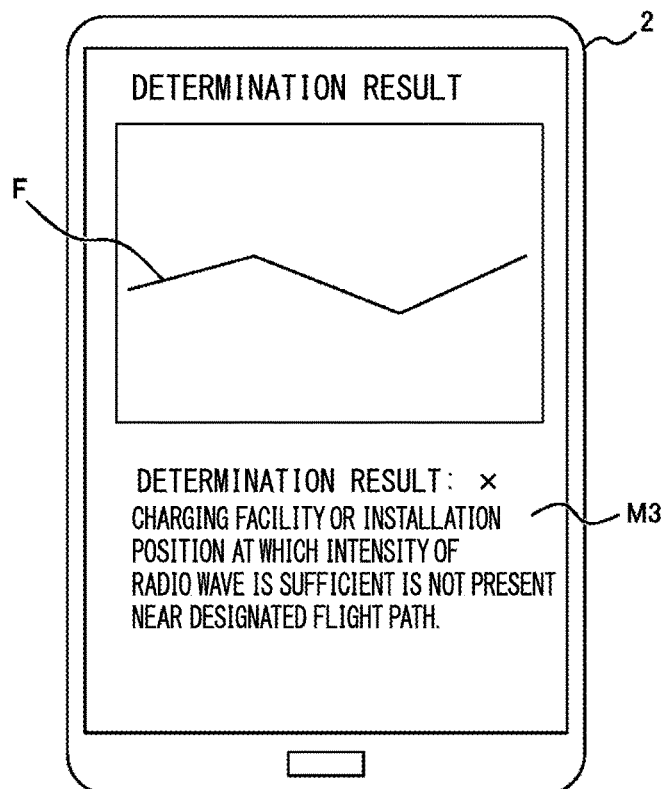 2
DETERMINATION RESULT
F
DETERMINATION RESULT: ×
CHARGING FACILITY OR INSTALLATION
POSITION AT WHICH INTENSITY OF
RADIO WAVE IS SUFFICIENT IS NOT PRESENT
NEAR DESIGNATED FLIGHT PATH.
M3